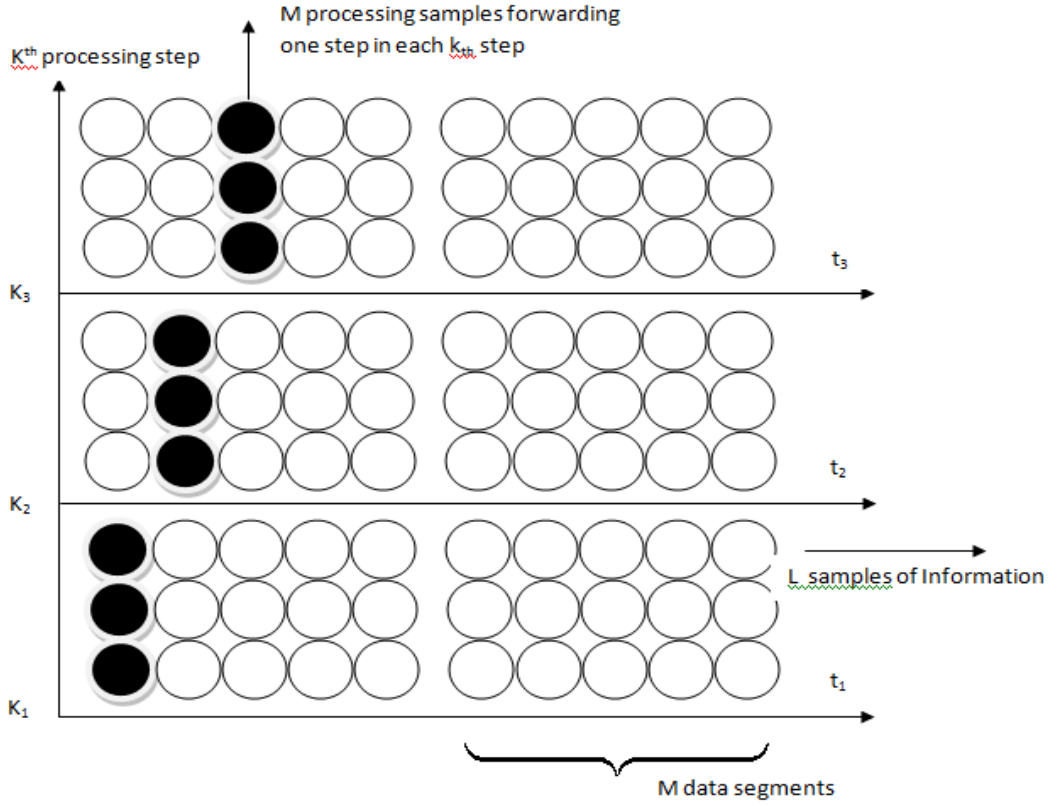 M processing samples forwarding
one step in each kth step
Kth processing step
t3
K3
t2
K2
L samples of Information
t1
K1
M data segments